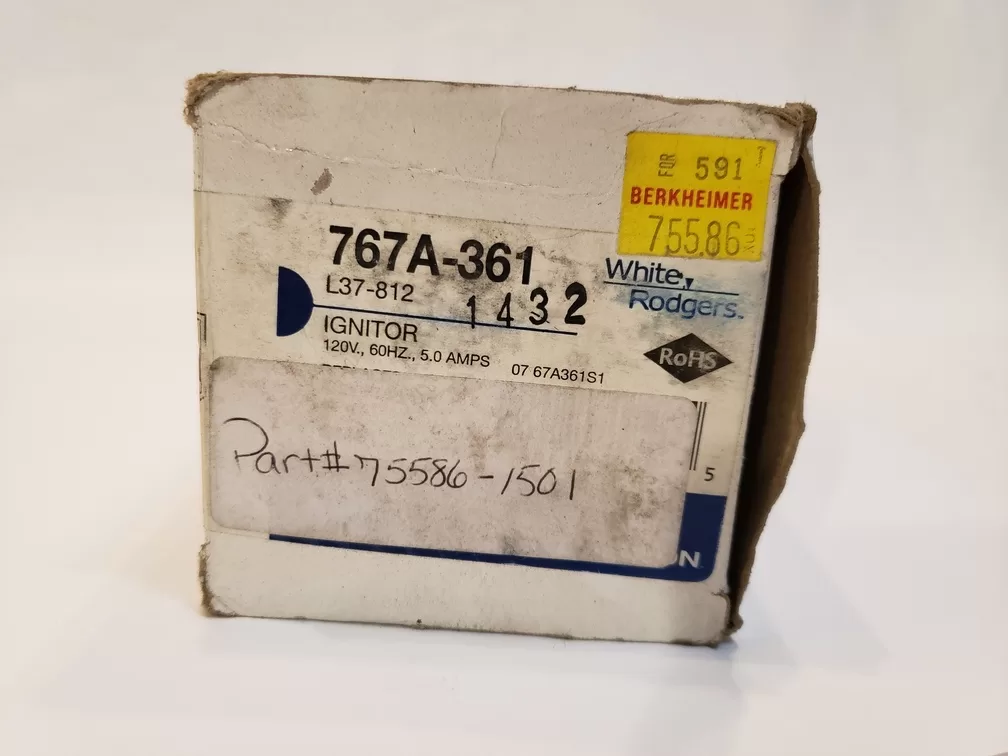 FOR 591
BERKHEIMER
75586
767A-361
White
Rodgers.
L37-812
1432
IGNITOR
120V., 60HZ., 5.0 AMPS 07 67A361S1
RoHS
Part# 75586-1501
5
ON